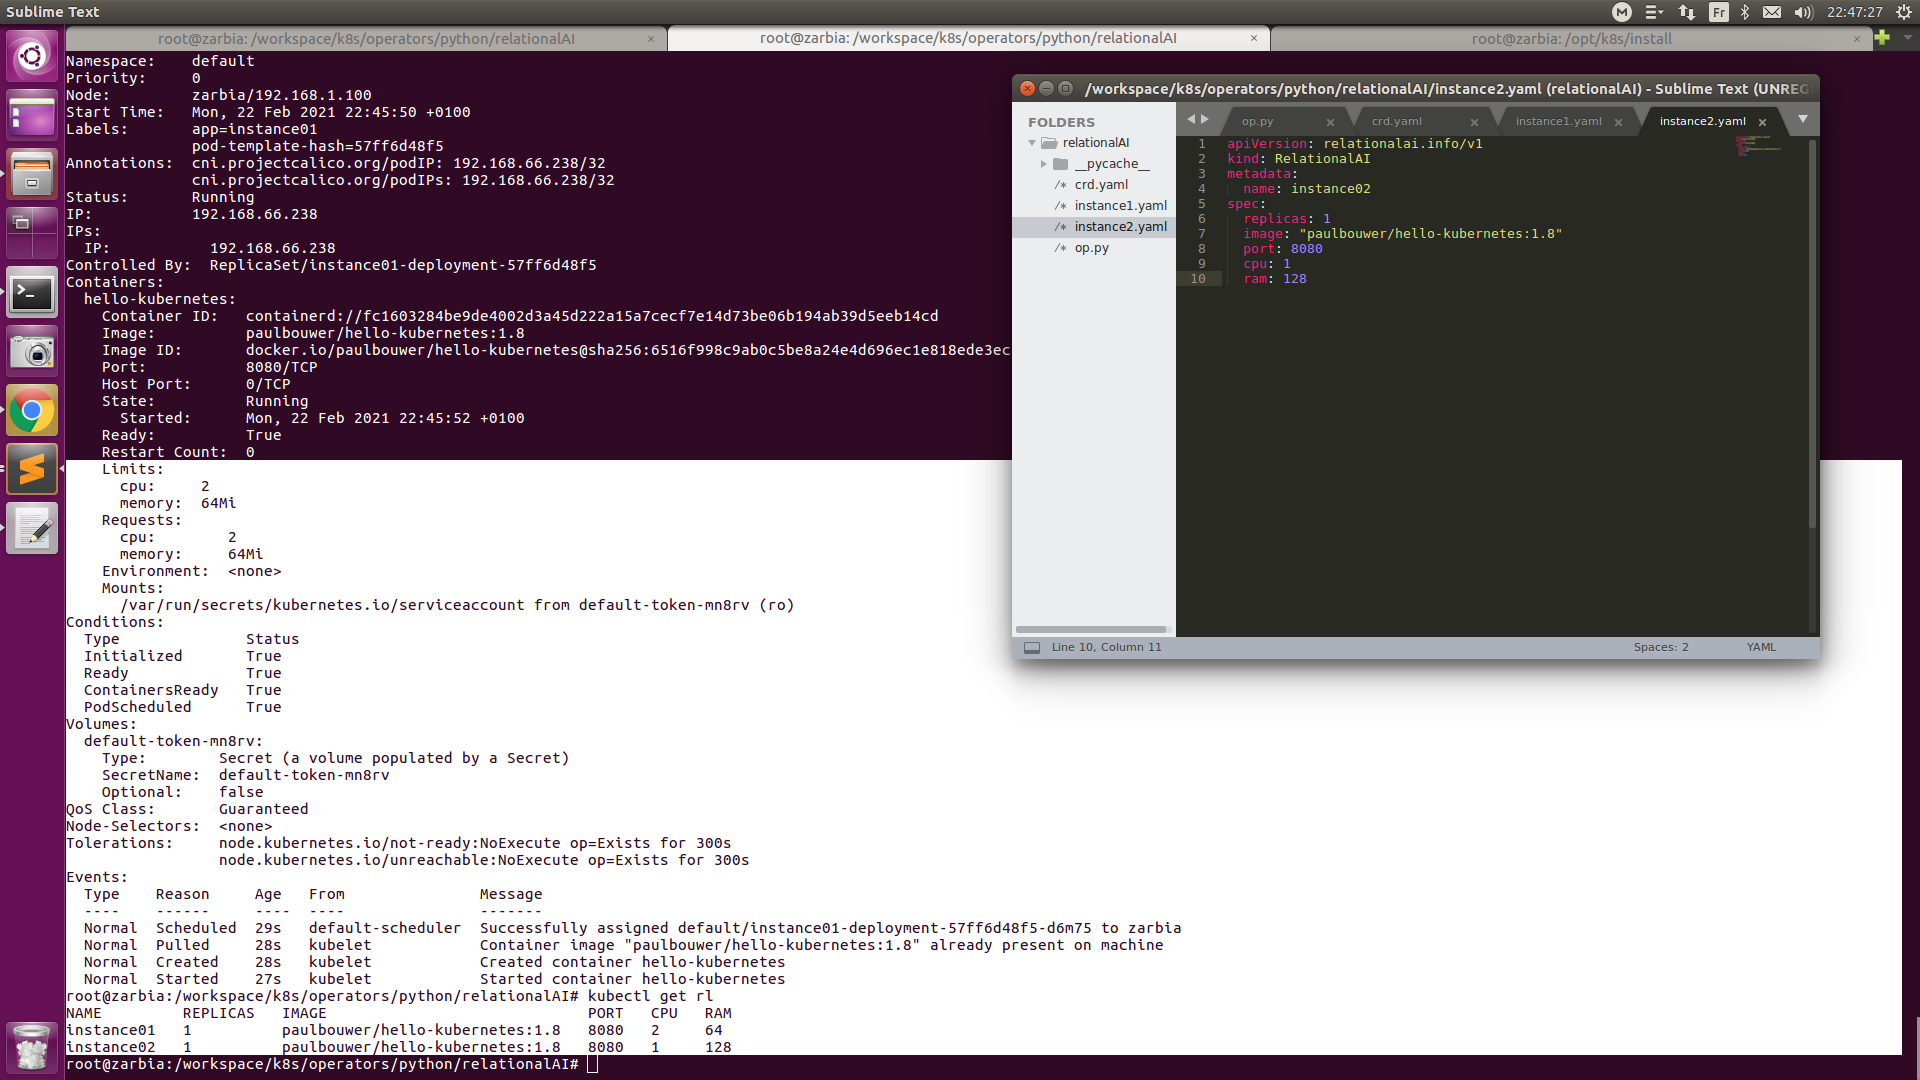 Sublime Text
Fr
22:47:27
root@zarbia: /workspace/k8s/operators/python/relationalAI ×
root@zarbia: /workspace/k8s/operators/python/relationalAI ×
root@zarbia: /opt/k8s/install ×
Namespace:    default
Priority:     0
Node:         zarbia/192.168.1.100
Start Time:   Mon, 22 Feb 2021 22:45:50 +0100
Labels:       app=instance01
              pod-template-hash=57ff6d48f5
Annotations:  cni.projectcalico.org/podIP: 192.168.66.238/32
              cni.projectcalico.org/podIPs: 192.168.66.238/32
Status:       Running
IP:           192.168.66.238
IPs:
  IP:           192.168.66.238
Controlled By:  ReplicaSet/instance01-deployment-57ff6d48f5
Containers:
  hello-kubernetes:
    Container ID:   containerd://fc1603284be9de4002d3a45d222a15a7cecf7e14d73be06b194ab39d5eeb14cd
    Image:          paulbouwer/hello-kubernetes:1.8
    Image ID:       docker.io/paulbouwer/hello-kubernetes@sha256:6516f998c9ab0c5be8a24e4d696ec1e818ede3ec
    Port:           8080/TCP
    Host Port:      0/TCP
    State:          Running
      Started:      Mon, 22 Feb 2021 22:45:52 +0100
    Ready:          True
    Restart Count:  0
    Limits:
      cpu:     2
      memory:  64Mi
    Requests:
      cpu:        2
      memory:     64Mi
    Environment:  <none>
    Mounts:
      /var/run/secrets/kubernetes.io/serviceaccount from default-token-mn8rv (ro)
Conditions:
  Type              Status
  Initialized       True
  Ready             True
  ContainersReady   True
  PodScheduled      True
Volumes:
  default-token-mn8rv:
    Type:        Secret (a volume populated by a Secret)
    SecretName:  default-token-mn8rv
    Optional:    false
QoS Class:       Guaranteed
Node-Selectors:  <none>
Tolerations:     node.kubernetes.io/not-ready:NoExecute op=Exists for 300s
                 node.kubernetes.io/unreachable:NoExecute op=Exists for 300s
Events:
  Type    Reason     Age   From               Message
  ----    ------     ----  ----               -------
  Normal  Scheduled  29s   default-scheduler  Successfully assigned default/instance01-deployment-57ff6d48f5-d6m75 to zarbia
  Normal  Pulled     28s   kubelet            Container image "paulbouwer/hello-kubernetes:1.8" already present on machine
  Normal  Created    28s   kubelet            Created container hello-kubernetes
  Normal  Started    27s   kubelet            Started container hello-kubernetes
root@zarbia:/workspace/k8s/operators/python/relationalAI# kubectl get rl
NAME         REPLICAS   IMAGE                             PORT   CPU   RAM
instance01   1          paulbouwer/hello-kubernetes:1.8   8080   2     64
instance02   1          paulbouwer/hello-kubernetes:1.8   8080   1     128
root@zarbia:/workspace/k8s/operators/python/relationalAI#
/workspace/k8s/operators/python/relationalAI/instance2.yaml (relationalAI) - Sublime Text (UNREG
FOLDERS
relationalAI
__pycache__
/* crd.yaml
/* instance1.yaml
/* instance2.yaml
/* op.py
op.py × crd.yaml × instance1.yaml × instance2.yaml ×
1 apiVersion: relationalai.info/v1
2 kind: RelationalAI
3 metadata:
4   name: instance02
5 spec:
6   replicas: 1
7   image: "paulbouwer/hello-kubernetes:1.8"
8   port: 8080
9   cpu: 1
10   ram: 128
Line 10, Column 11
Spaces: 2
YAML